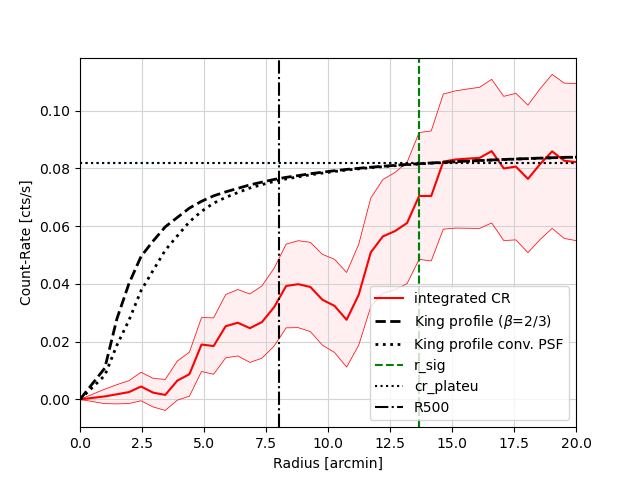 0.10
0.08
0.06
0.04
0.02
0.00
Count-Rate [cts/s]
integrated CR
King profile (β=2/3)
King profile conv. PSF
r_sig
cr_plateu
R500
0.0 2.5 5.0 7.5 10.0 12.5 15.0 17.5 20.0
Radius [arcmin]